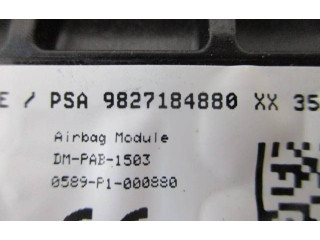 E / PSA 9827184880 XX 35
Airbag Module
DM-PAB-1503
0589-P1-000880